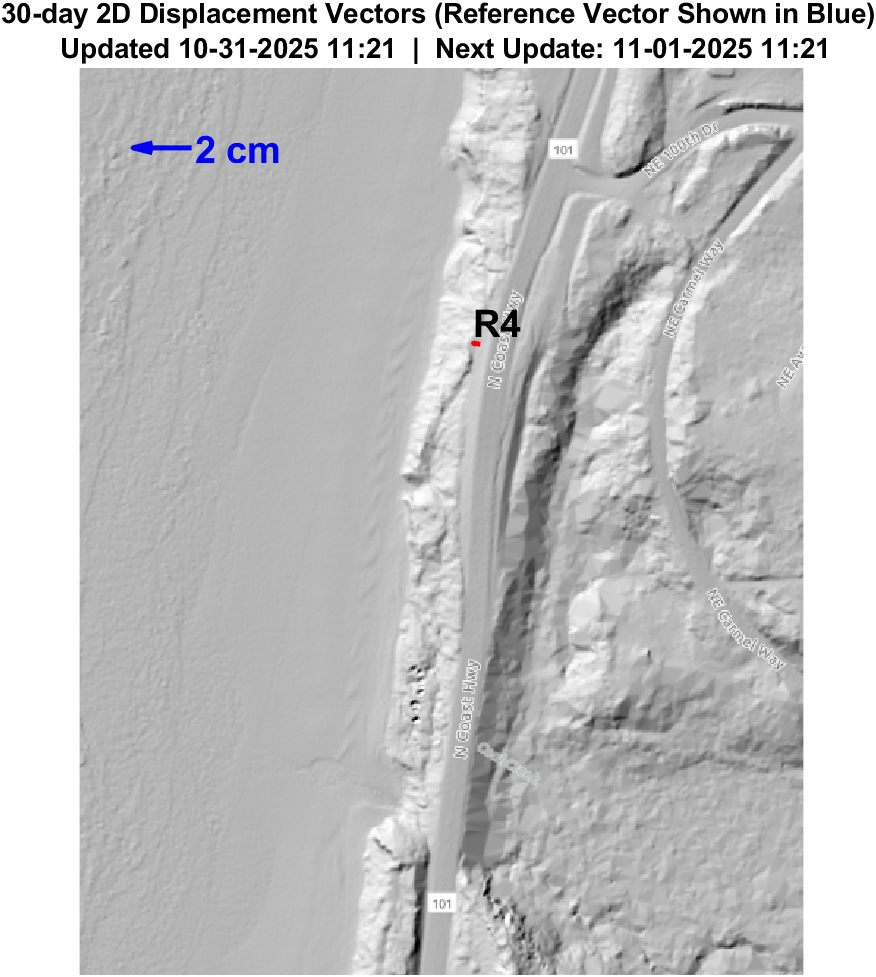 30-day 2D Displacement Vectors (Reference Vector Shown in Blue)
Updated 10-31-2025 11:21 | Next Update: 11-01-2025 11:21
2 cm
101
NE 100th Dr
NE Carmel Way
R4
N Coast Hwy
NE
NE Carmel Way
N Coast Hwy
101